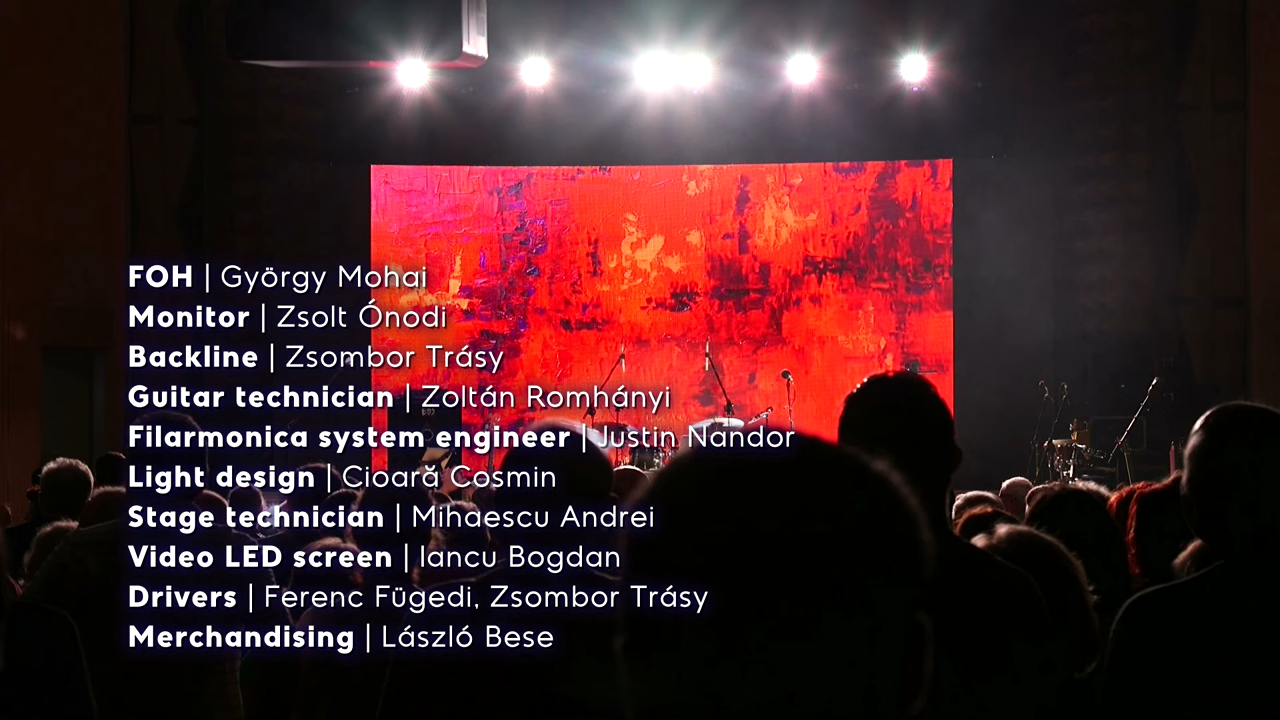 FOH | György Mohai
Monitor | Zsolt Ónodi
Backline | Zsombor Trásy
Guitar technician | Zoltán Romhányi
Filarmonica system engineer | Justin Nandor
Light design | Cioară Cosmin
Stage technician | Mihaescu Andrei
Video LED screen | Iancu Bogdan
Drivers | Ferenc Fügedi, Zsombor Trásy
Merchandising | László Bese